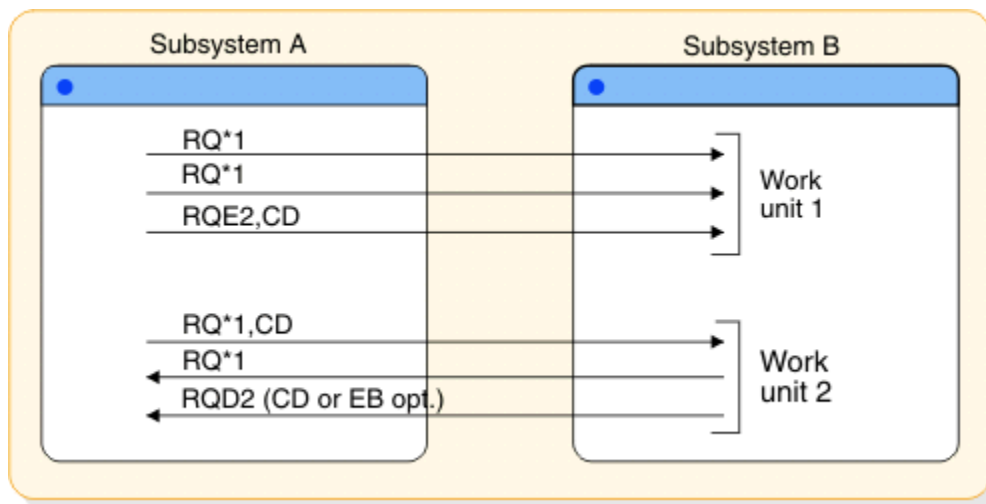 Subsystem A
Subsystem B
RQ*1
RQ*1
RQE2,CD
Work
unit 1
RQ*1,CD
RQ*1
RQD2 (CD or EB opt.)
Work
unit 2